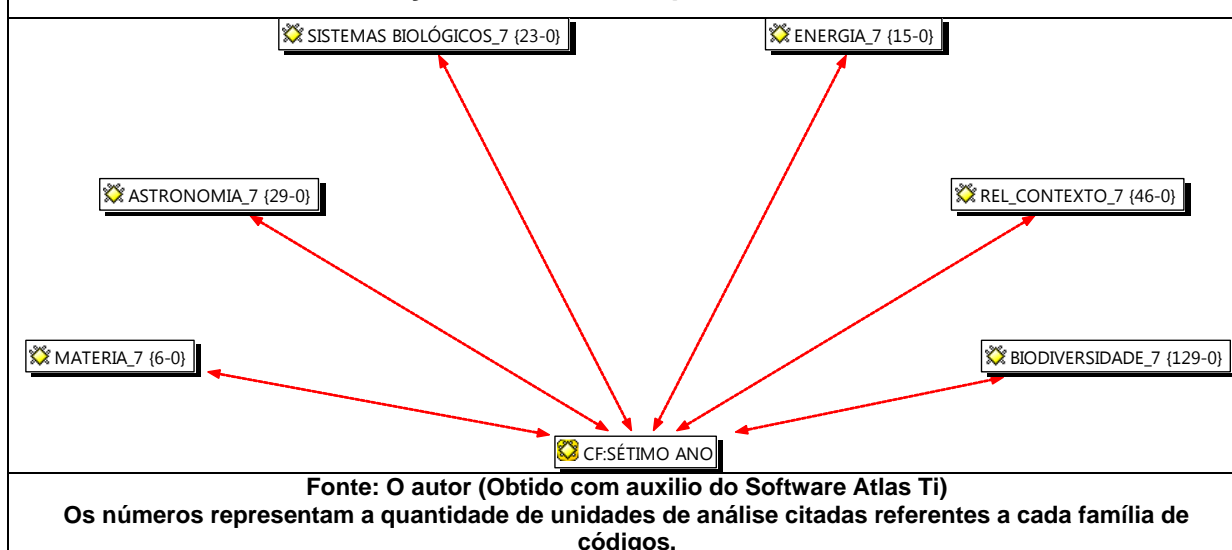 SISTEMAS BIOLÓGICOS_7 {23-0}
ENERGIA_7 {15-0}
ASTRONOMIA_7 {29-0}
REL_CONTEXTO_7 {46-0}
MATERIA_7 {6-0}
BIODIVERSIDADE_7 {129-0}
CF:SÉTIMO ANO
Fonte: O autor (Obtido com auxilio do Software Atlas Ti)
Os números representam a quantidade de unidades de análise citadas referentes a cada família de
códigos.